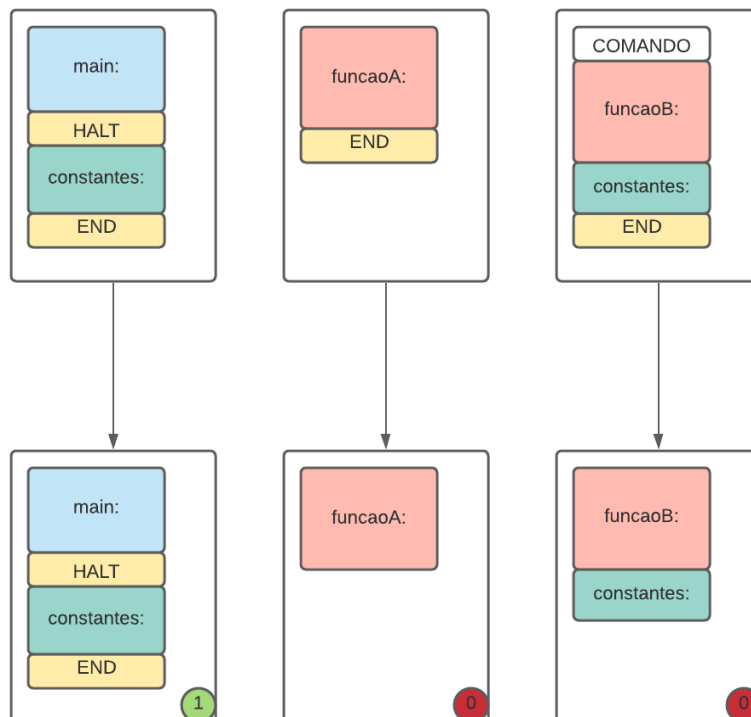 main:
HALT
constantes:
END
funcaoA:
END
COMANDO
funcaoB:
constantes:
END
main:
HALT
constantes:
END
1
funcaoA:
0
funcaoB:
constantes:
0